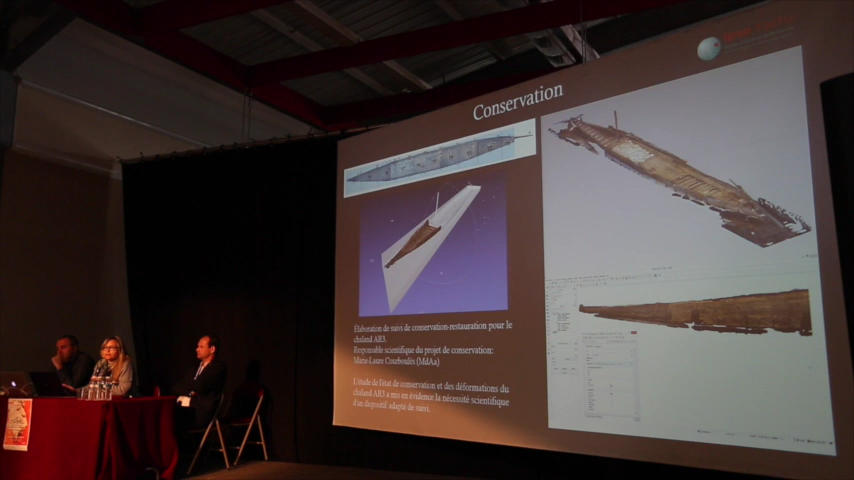 Conservation
Élaboration de suivi de conservation-restauration pour le
chaland AR3.
Responsable scientifique du projet de conservation:
Marie-Laure Courboulès (MdAa)
L'étude de l'état de conservation et des déformations du
chaland AR3 a mis en évidence la nécessité scientifique
d'un dispositif adapté de suivi.